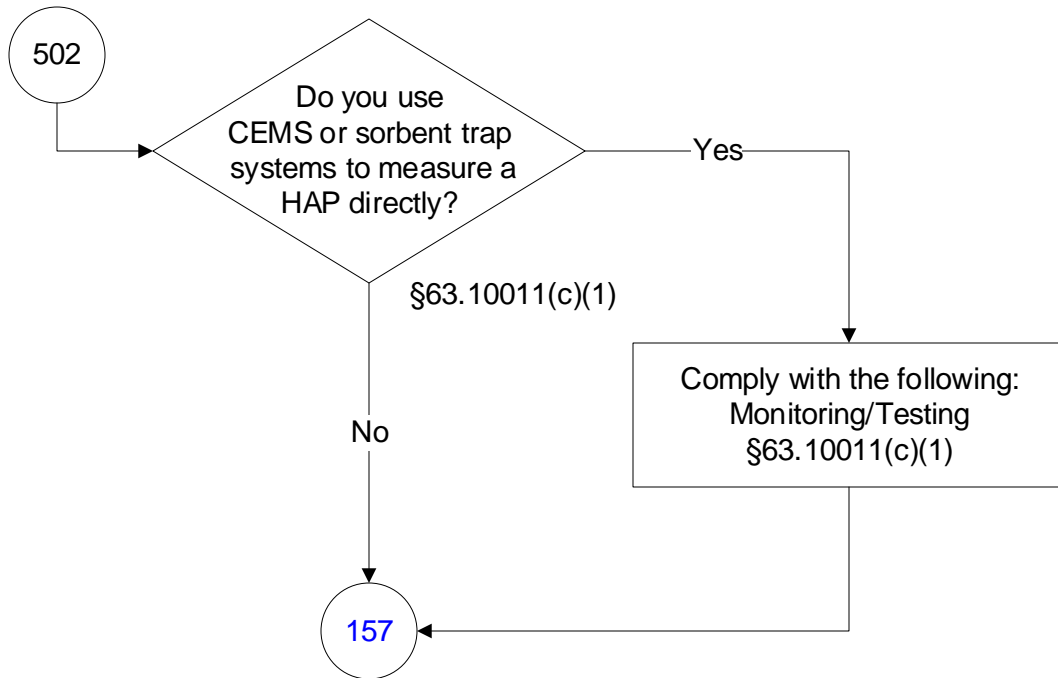 502
Do you use
CEMS or sorbent trap
systems to measure a
HAP directly?
Yes
§63.10011(c)(1)
Comply with the following:
Monitoring/Testing
§63.10011(c)(1)
No
157